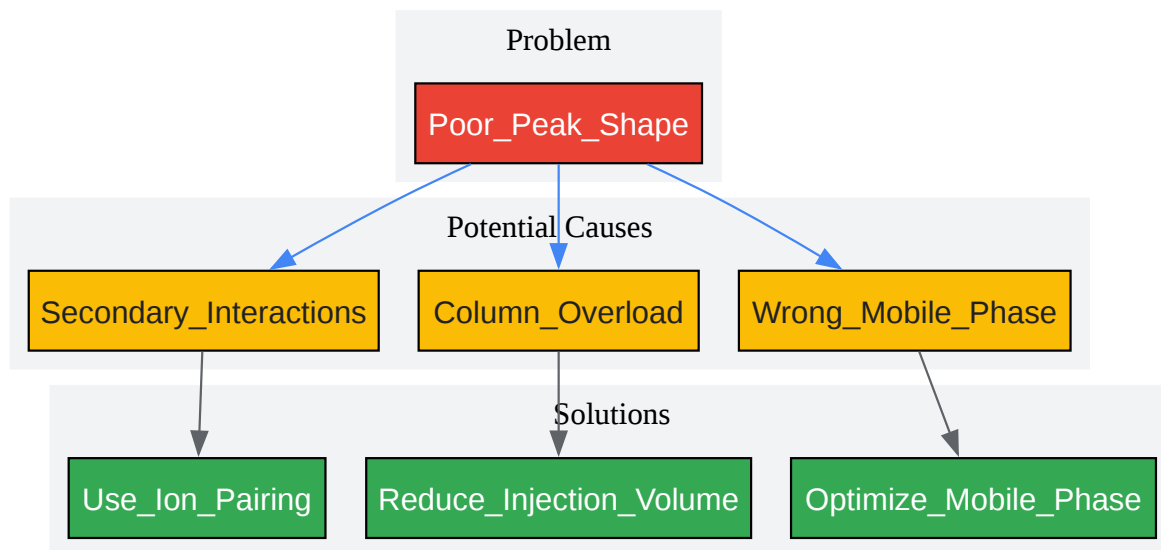 Problem
Poor_Peak_Shape
Potential Causes
Secondary_Interactions
Column_Overload
Wrong_Mobile_Phase
Solutions
Use_Ion_Pairing
Reduce_Injection_Volume
Optimize_Mobile_Phase